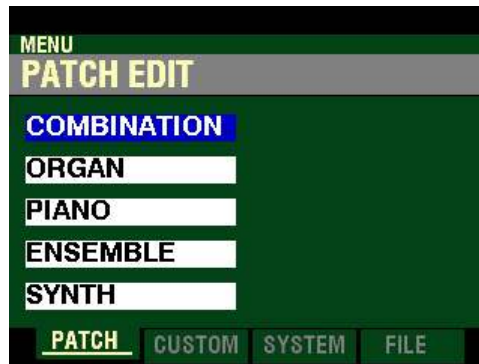 MENU
PATCH EDIT
COMBINATION
ORGAN
PIANO
ENSEMBLE
SYNTH
PATCH CUSTOM SYSTEM FILE